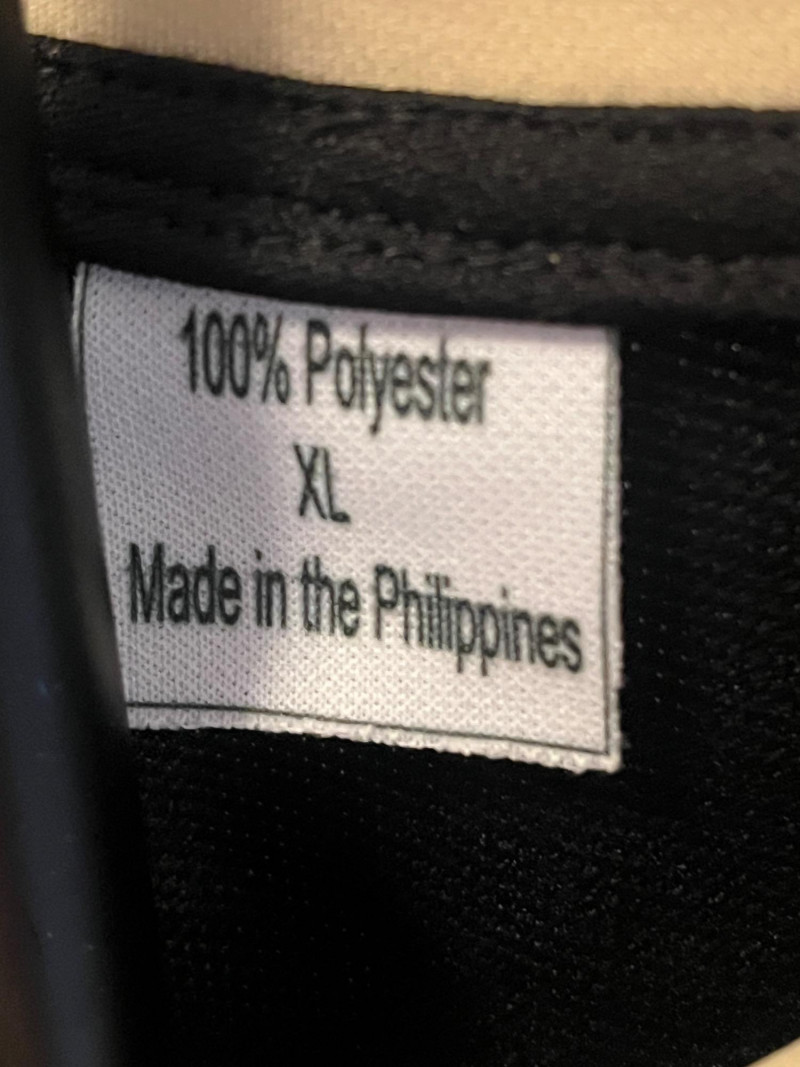 100% Polyester
XL
Made in the Philippines